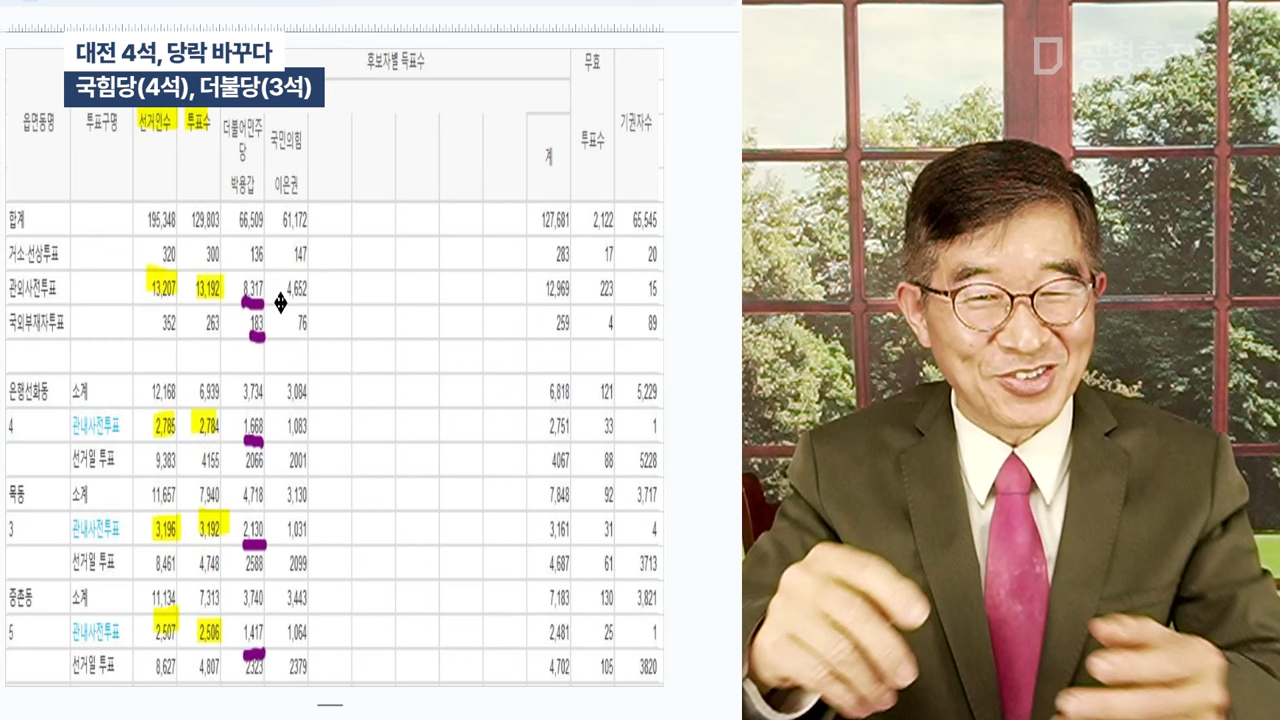 대전 4석, 당락 바꾸다
국힘당(4석), 더불당(3석)
공병호
후보자별 득표수 무효
읍면동명 투표구명 선거인수 투표수 더불어민주당 박용갑 국민의힘 이은권 계 투표수 기권자수
합계 195,348 129,803 66,509 61,172 127,681 2,122 65,545
거소·선상투표 320 300 136 147 283 17 20
관외사전투표 13,207 13,192 8,317 4,652 12,969 223 15
국외부재자투표 352 263 183 76 259 4 89
은행선화동 소계 12,168 6,939 3,734 3,084 6,818 121 5,229
4 관내사전투표 2,785 2,784 1,668 1,083 2,751 33 1
선거일 투표 9,383 4155 2066 2001 4067 88 5228
목동 소계 11,657 7,940 4,718 3,130 7,848 92 3,717
3 관내사전투표 3,196 3,192 2,130 1,031 3,161 31 4
선거일 투표 8,461 4,748 2588 2099 4,687 61 3713
중촌동 소계 11,134 7,313 3,740 3,443 7,183 130 3,821
5 관내사전투표 2,507 2,506 1,417 1,064 2,481 25 1
선거일 투표 8,627 4,807 2323 2379 4,702 105 3820